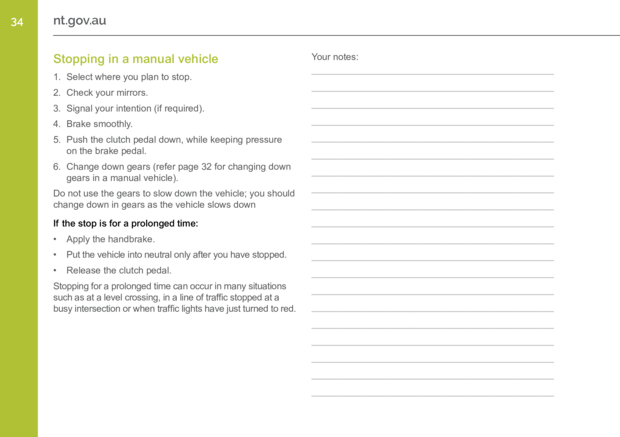 34
nt.gov.au
Stopping in a manual vehicle
1. Select where you plan to stop.
2. Check your mirrors.
3. Signal your intention (if required).
4. Brake smoothly.
5. Push the clutch pedal down, while keeping pressure
on the brake pedal.
6. Change down gears (refer page 32 for changing down
gears in a manual vehicle).
Do not use the gears to slow down the vehicle; you should
change down in gears as the vehicle slows down
If the stop is for a prolonged time:
• Apply the handbrake.
• Put the vehicle into neutral only after you have stopped.
• Release the clutch pedal.
Stopping for a prolonged time can occur in many situations
such as at a level crossing, in a line of traffic stopped at a
busy intersection or when traffic lights have just turned to red.
Your notes: